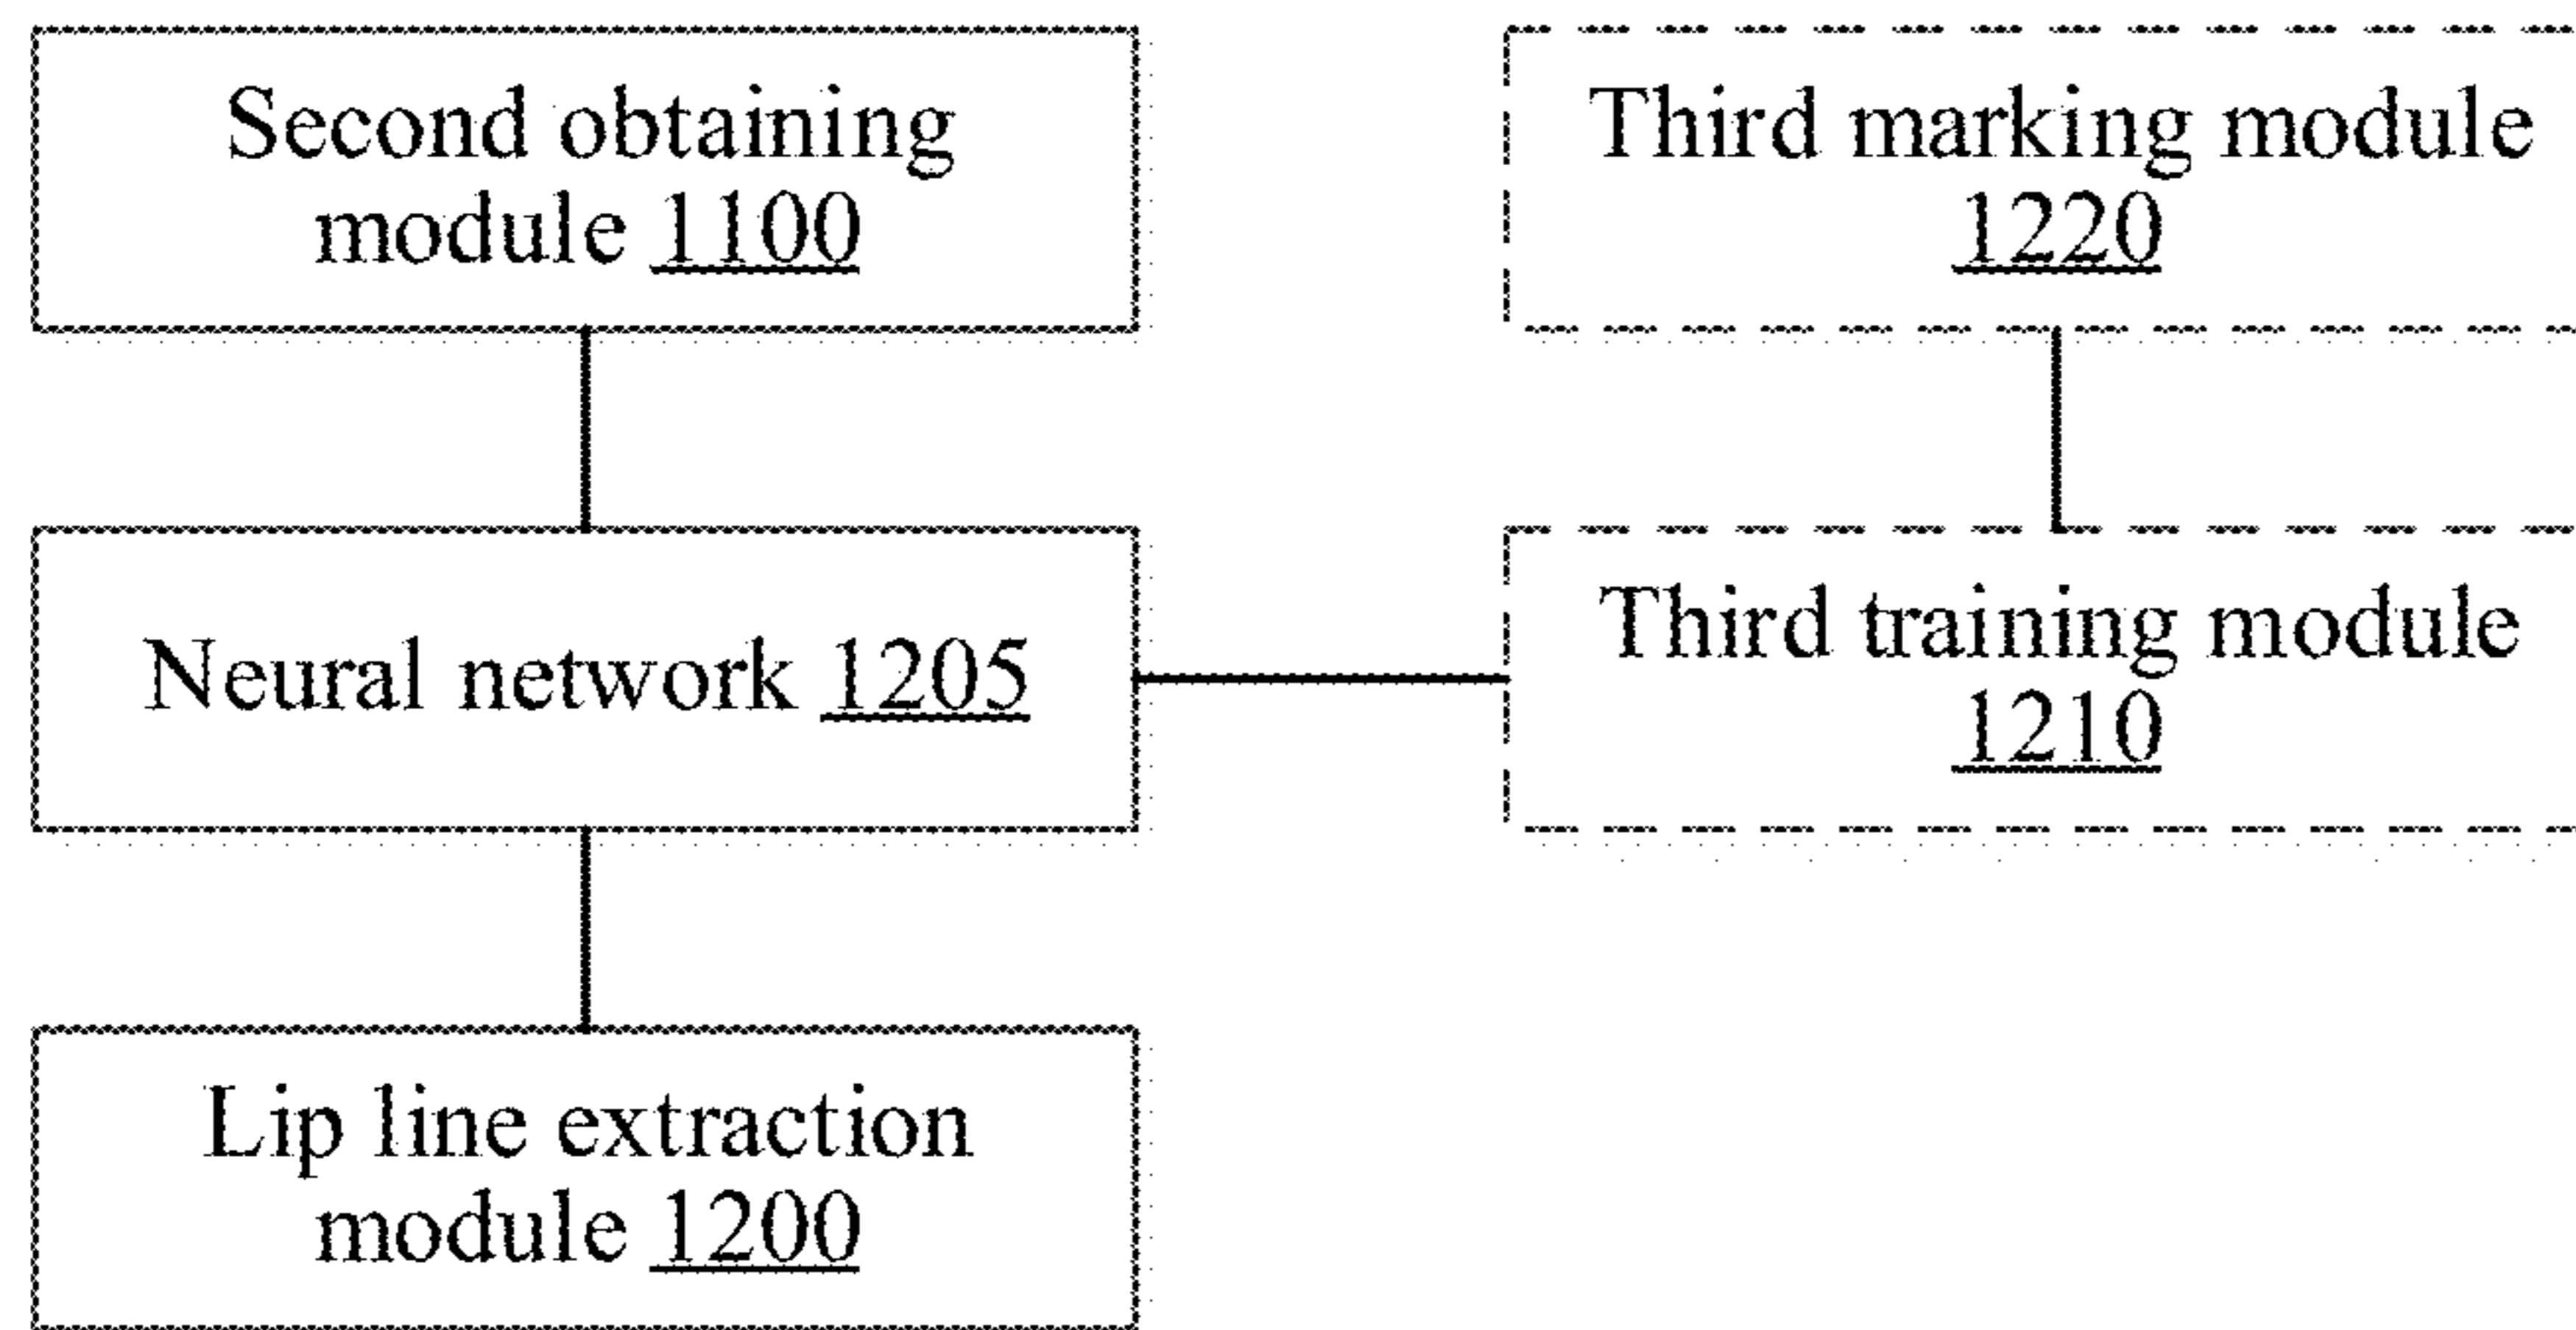 Second obtaining
module 1100
Third marking module
1220
Neural network 1205
Third training module
1210
Lip line extraction
module 1200